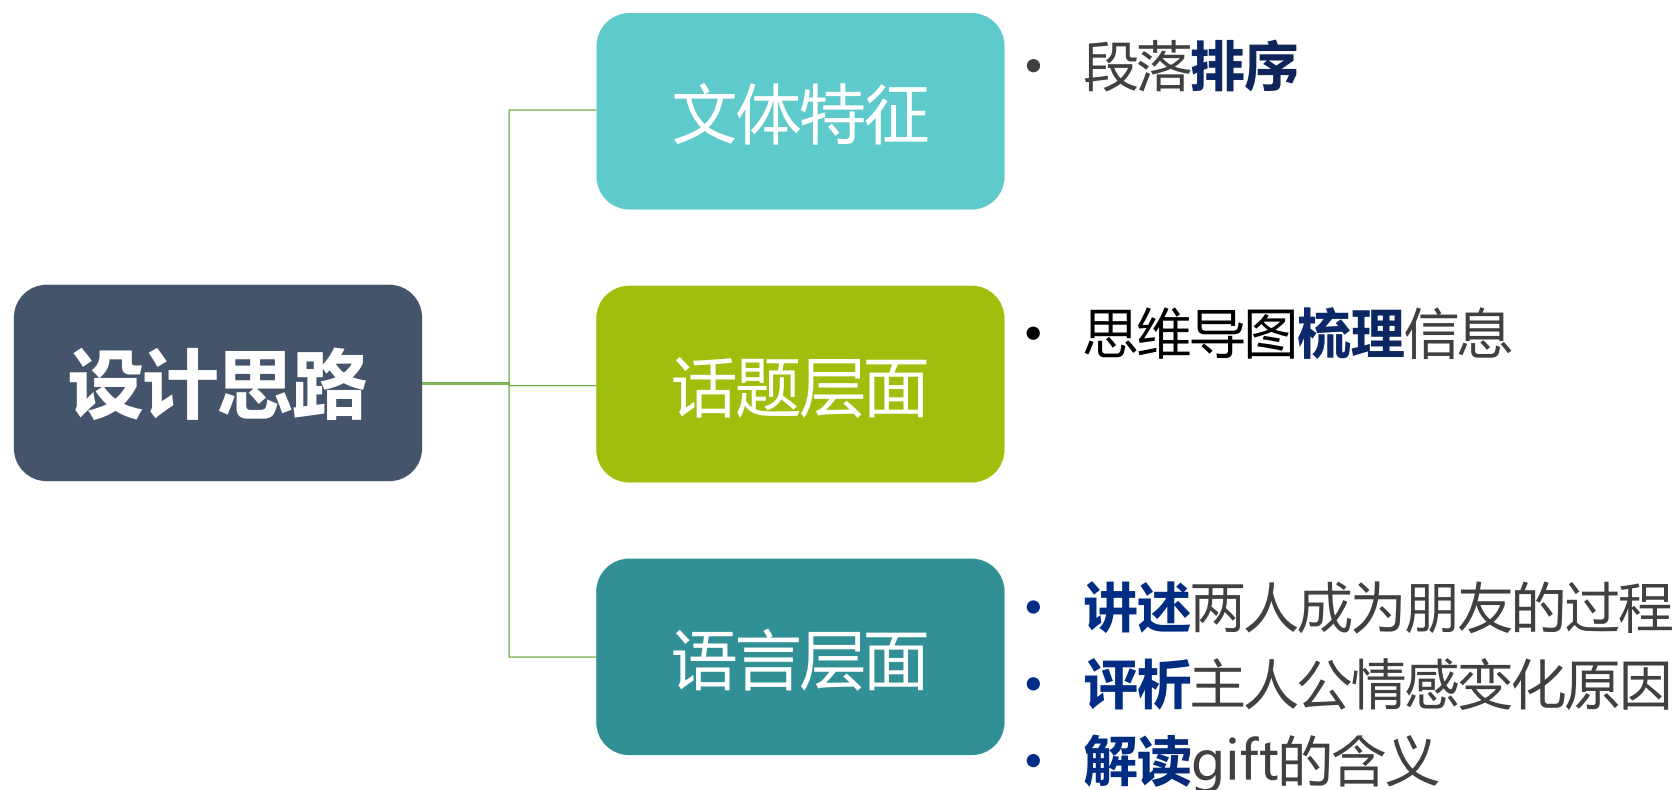 设计思路
文体特征
段落排序
话题层面
思维导图梳理信息
语言层面
讲述两人成为朋友的过程
评析主人公情感变化原因
解读gift的含义